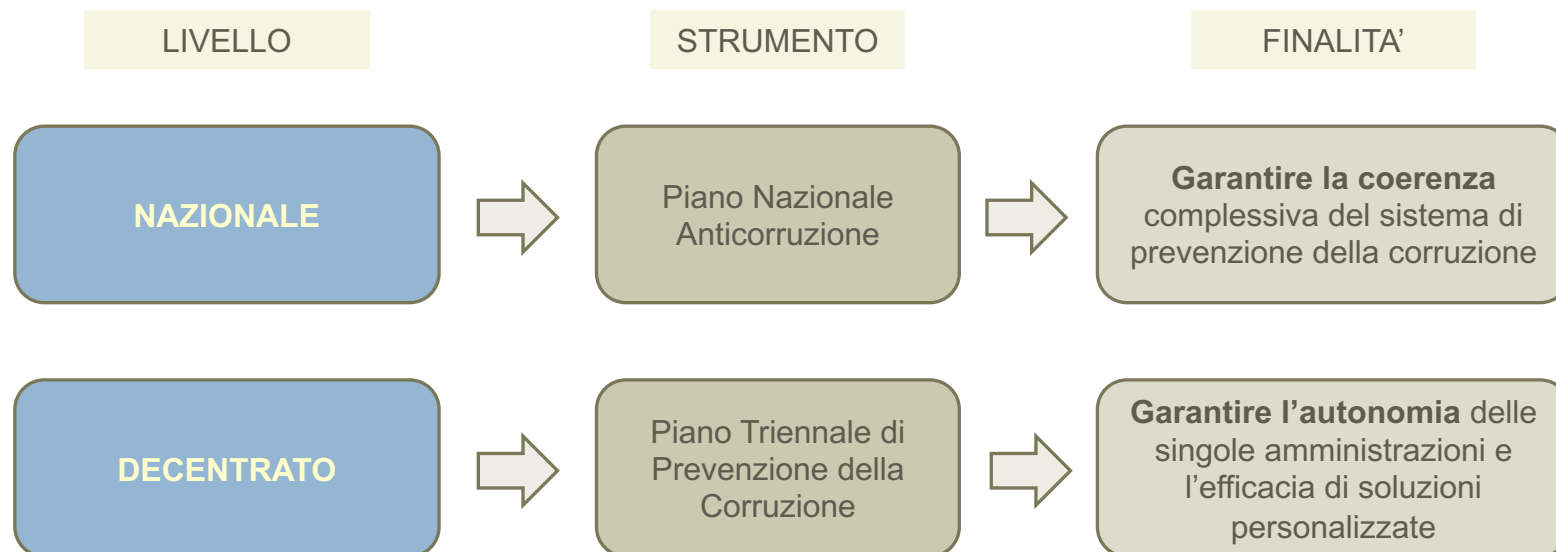 LIVELLO
STRUMENTO
FINALITA’
NAZIONALE
Piano Nazionale
Anticorruzione
Garantire la coerenza
complessiva del sistema di
prevenzione della corruzione
DECENTRATO
Piano Triennale di
Prevenzione della
Corruzione
Garantire l’autonomia delle
singole amministrazioni e
l’efficacia di soluzioni
personalizzate